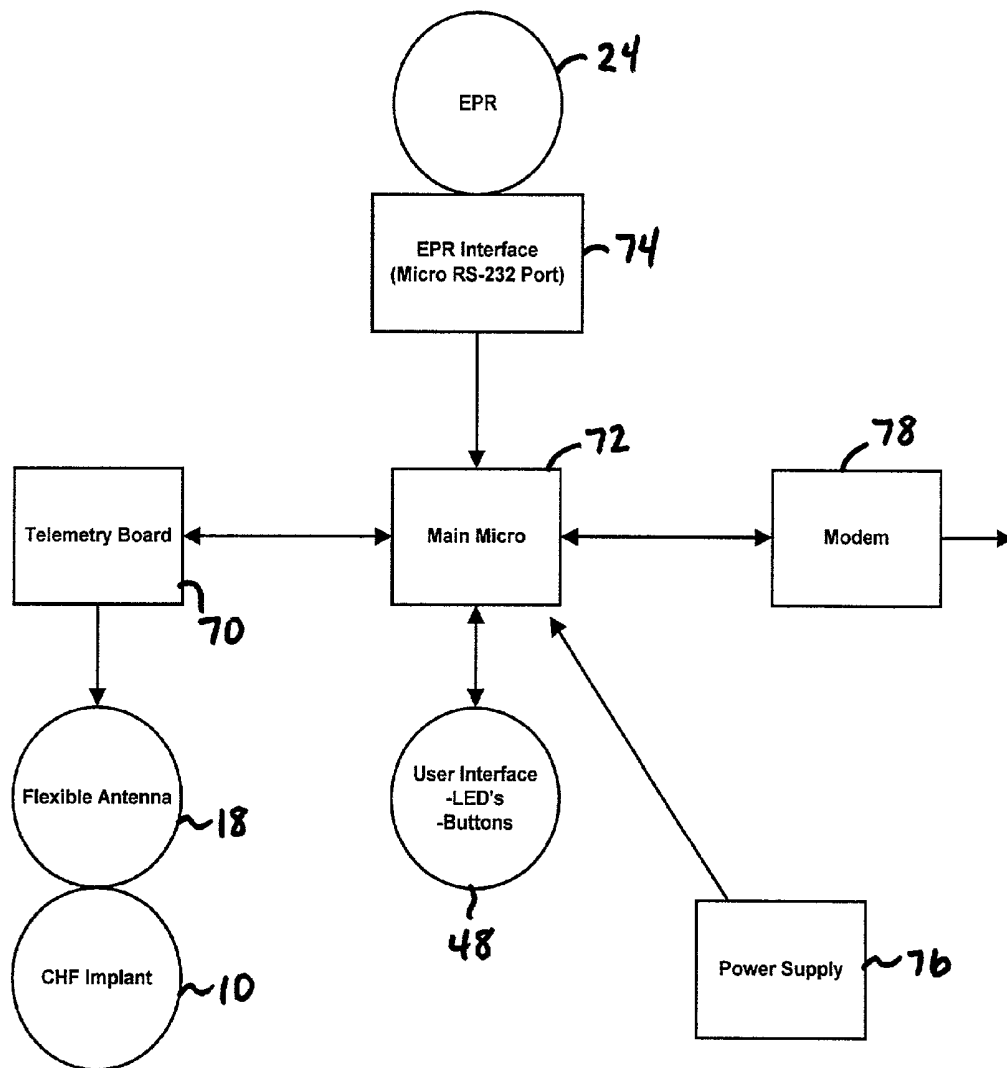 24
EPR
EPR Interface
(Micro RS-232 Port)
74
72
78
Telemetry Board
Main Micro
Modem
70
Flexible Antenna
18
User Interface
-LED's
-Buttons
48
CHF Implant
10
Power Supply
76